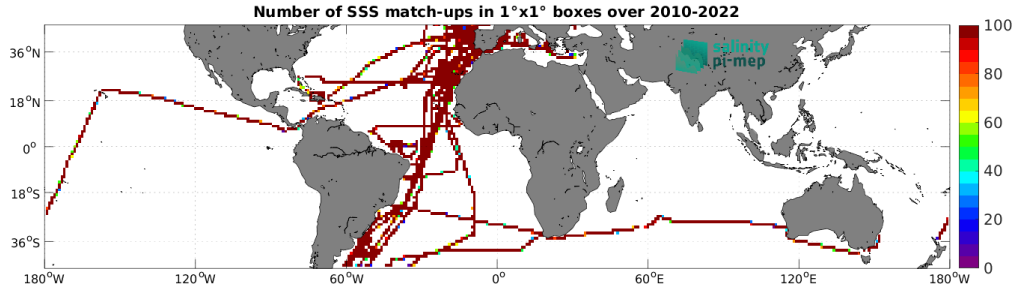 Number of SSS match-ups in 1°x1° boxes over 2010-2022
36°N
18°N
0°
18°S
36°S
180°W
120°W
60°W
0°
60°E
120°E
180°W
salinity
pi-mep
100
80
60
40
20
0